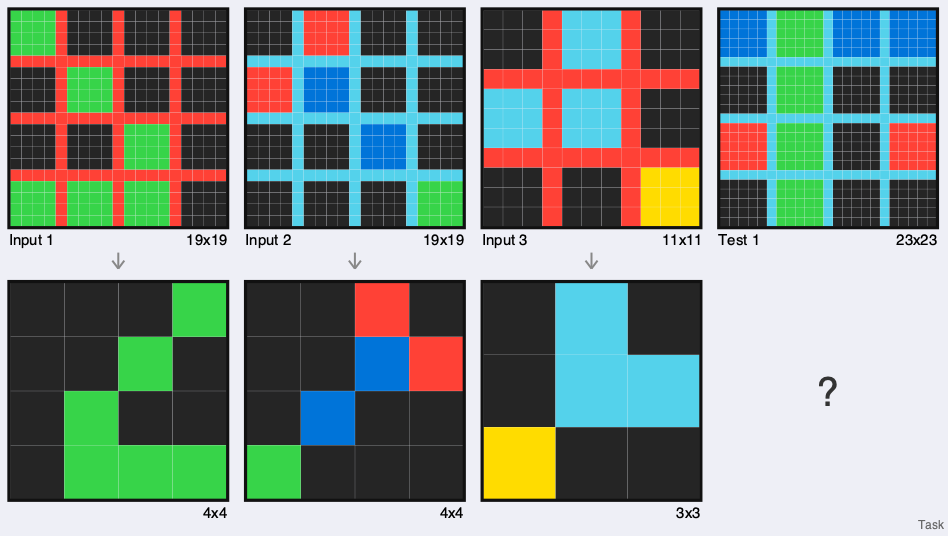 Input 1 19x19
Input 2 19x19
Input 3 11x11
Test 1 23x23
4x4
4x4
3x3
?
Task